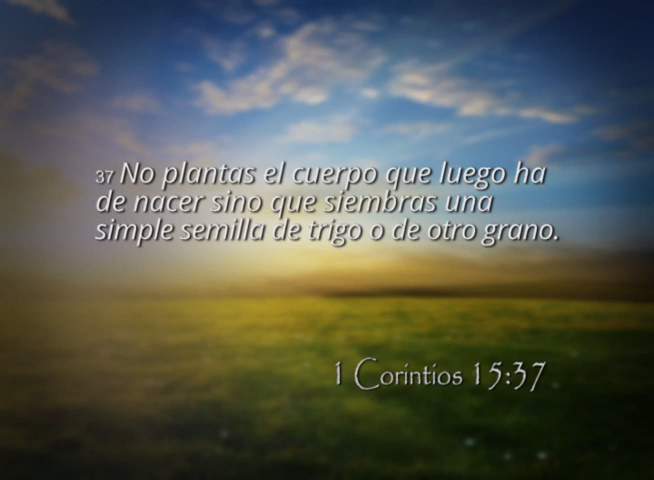 37 No plantas el cuerpo que luego ha
de nacer sino que siembras una
simple semilla de trigo o de otro grano.
1 Corintios 15:37